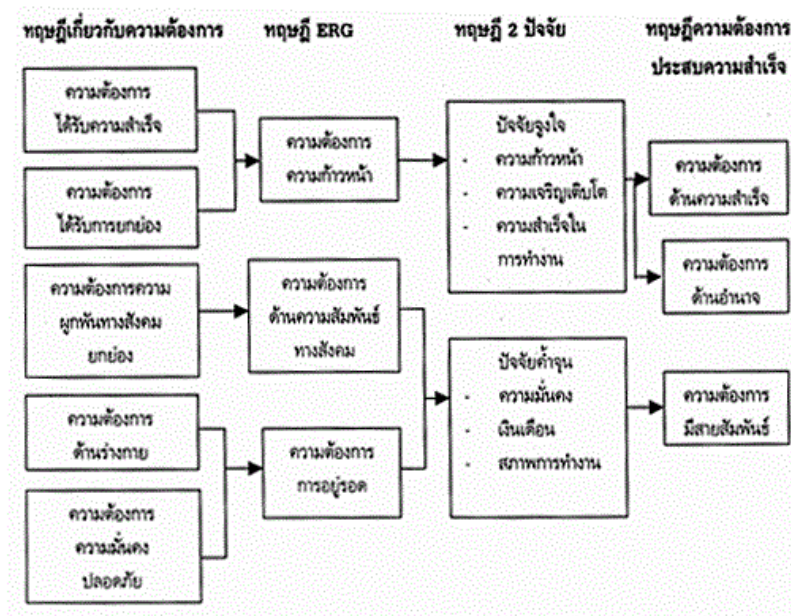 ทฤษฎีเกี่ยวกับความต้องการ
ทฤษฎี ERG
ทฤษฎี 2 ปัจจัย
ทฤษฎีความต้องการ
ประสบความสำเร็จ
ความต้องการ
ได้รับความสำเร็จ
ความต้องการ
ได้รับการยกย่อง
ความต้องการความ
ผูกพันทางสังคม
ยกย่อง
ความต้องการ
ด้านร่างกาย
ความต้องการ
ความมั่นคง
ปลอดภัย
ความต้องการ
ความก้าวหน้า
ความต้องการ
ด้านความสัมพันธ์
ทางสังคม
ความต้องการ
การอยู่รอด
ปัจจัยจูงใจ
- ความก้าวหน้า
- ความเจริญเติบโต
- ความสำเร็จใน
การทำงาน
ปัจจัยค้ำจุน
- ความมั่นคง
- เงินเดือน
- สภาพการทำงาน
ความต้องการ
ด้านความสำเร็จ
ความต้องการ
ด้านอำนาจ
ความต้องการ
มีสายสัมพันธ์